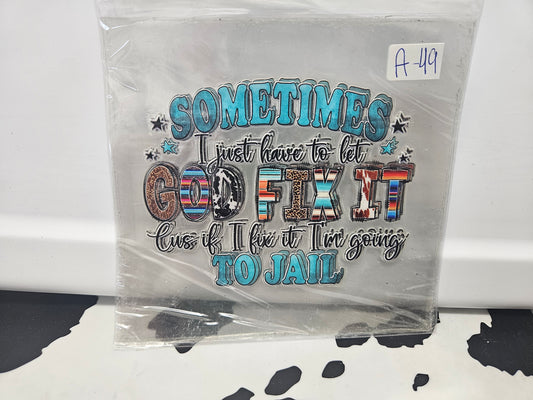 A-49
SOMETIMES
I just have to let
GOD FIX IT
Cus if I fix it I'm going
TO JAIL